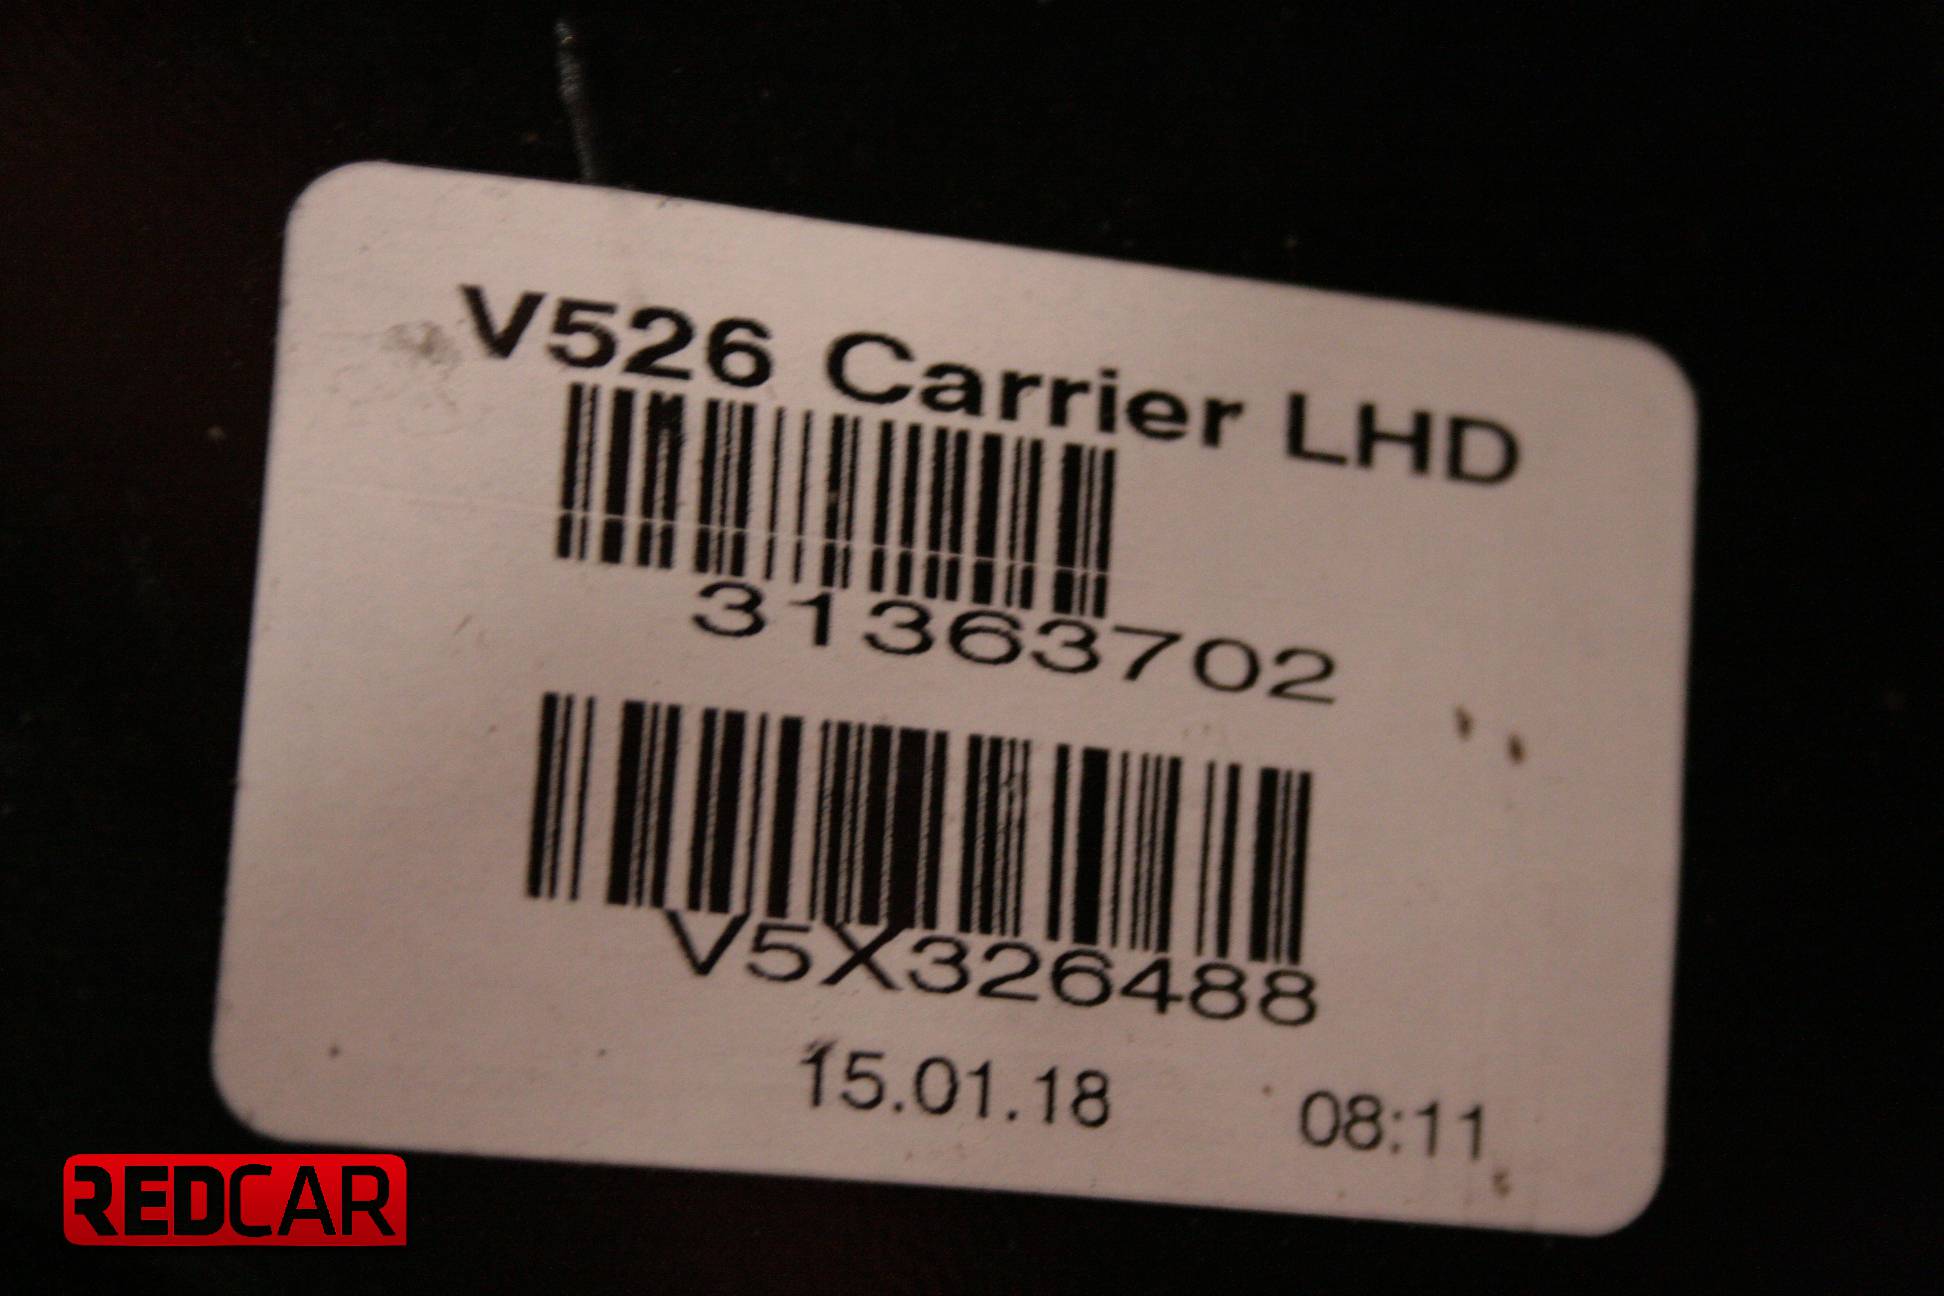 V526 Carrier LHD
31363702
V5X326488
15.01.18 08:11
REDCAR